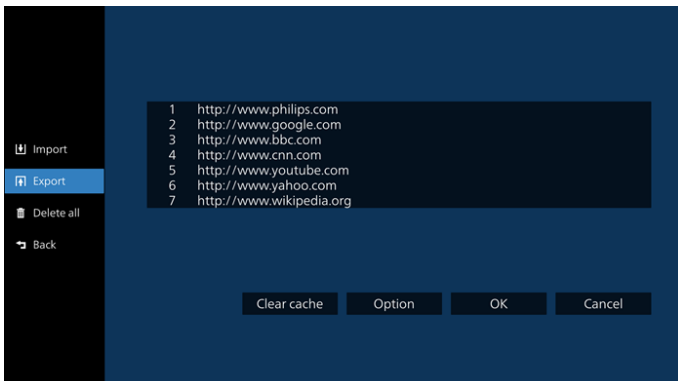 Import
Export
Delete all
Back
1 http://www.philips.com
2 http://www.google.com
3 http://www.bbc.com
4 http://www.cnn.com
5 http://www.youtube.com
6 http://www.yahoo.com
7 http://www.wikipedia.org
Clear cache Option OK Cancel